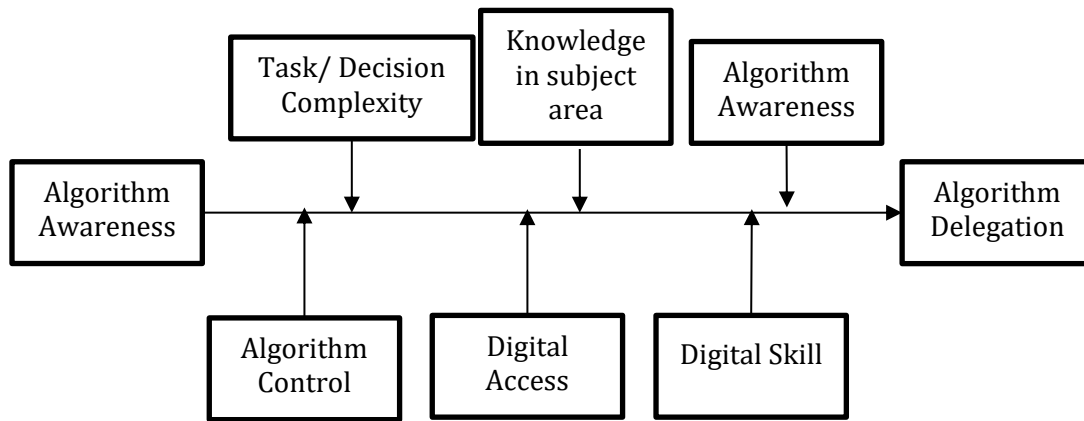 Task/ Decision
Complexity
Knowledge
in subject
area
Algorithm
Awareness
Algorithm
Awareness
Algorithm
Delegation
Algorithm
Control
Digital
Access
Digital Skill